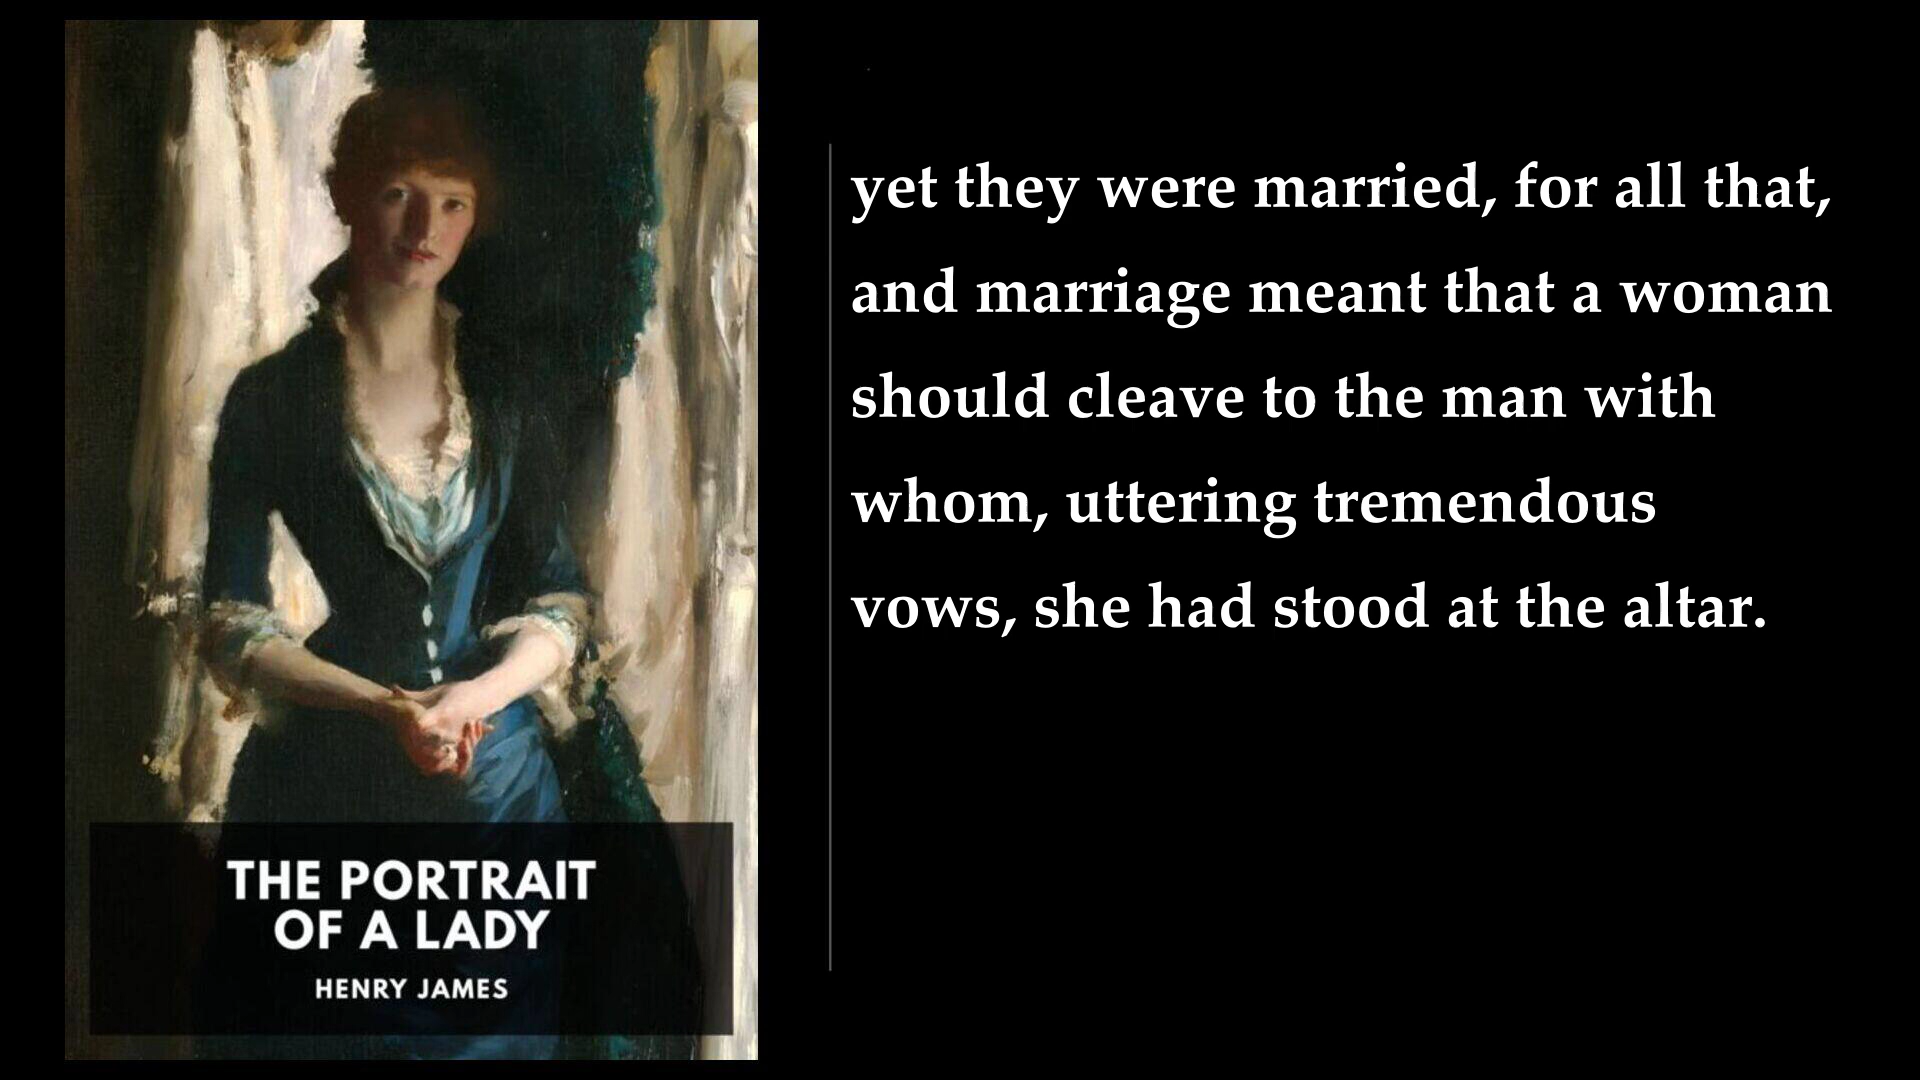 yet they were married, for all that,
and marriage meant that a woman
should cleave to the man with
whom, uttering tremendous
vows, she had stood at the altar.
THE PORTRAIT
OF A LADY
HENRY JAMES